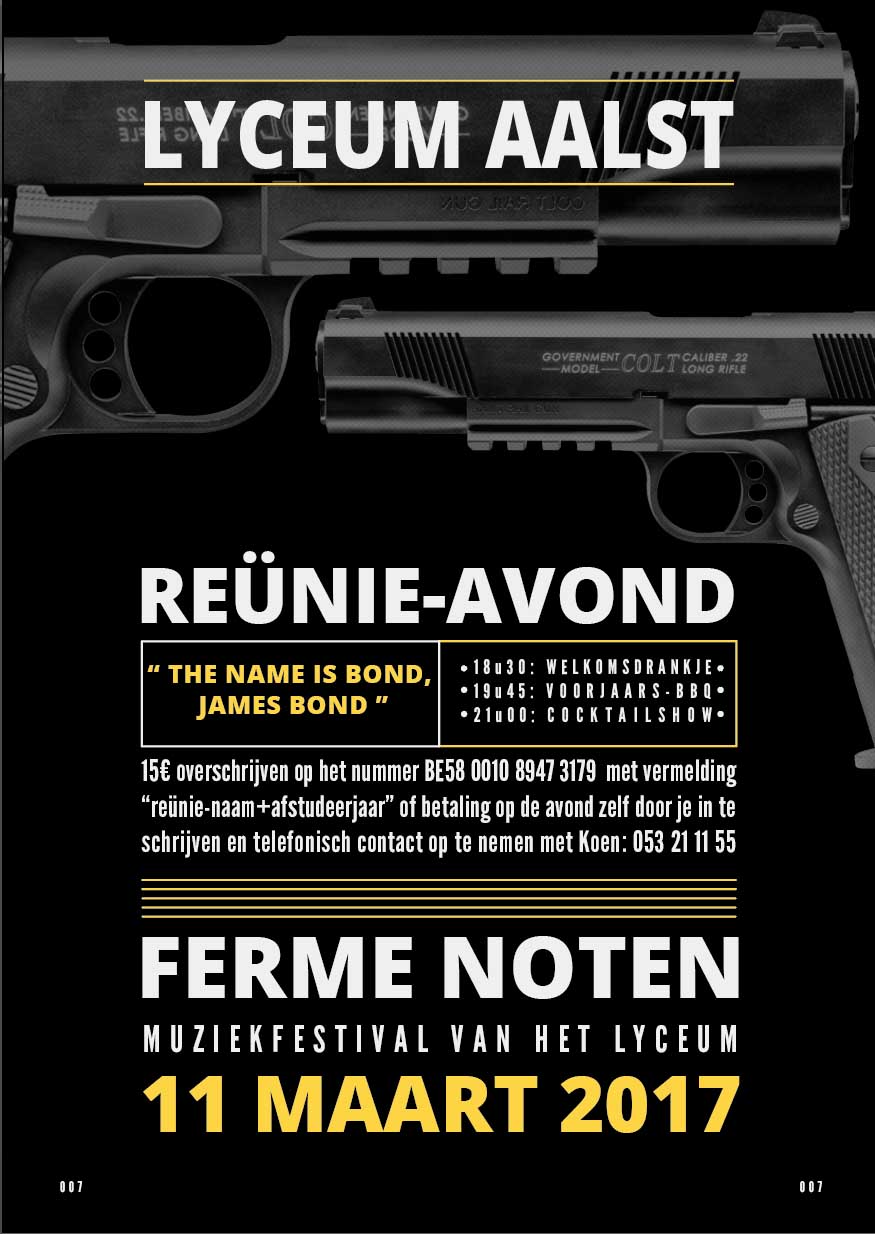 LYCEUM AALST
GOVERNMENT COLT CALIBER .22
MODEL LONG RIFLE
REÜNIE-AVOND
“ THE NAME IS BOND,
JAMES BOND ”
•18u30: WELKOMSDRANKJE•
•19u45: VOORJAARS-BBQ•
•21u00: COCKTAILSHOW•
15€ overschrijven op het nummer BE58 0010 8947 3179 met vermelding
“reünie-naam+afstudeerjaar” of betaling op de avond zelf door je in te
schrijven en telefonisch contact op te nemen met Koen: 053 21 11 55
FERME NOTEN
MUZIEKFESTIVAL VAN HET LYCEUM
11 MAART 2017
007 007